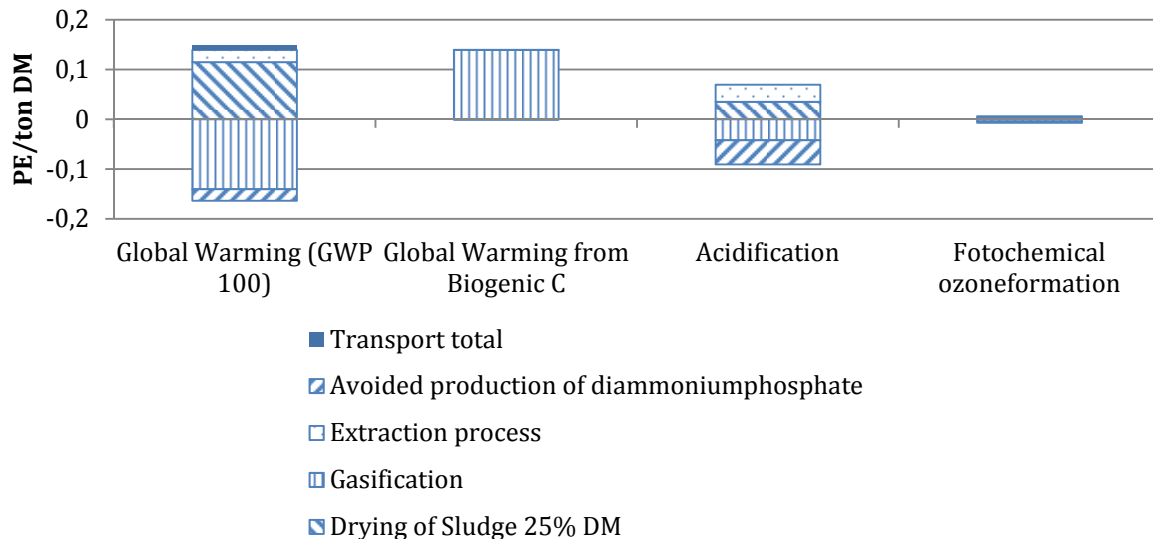 PE/ton DM
0,2
0,1
0
-0,1
-0,2
Global Warming (GWP
100)
Global Warming from
Biogenic C
Acidification
Fotochemical
ozoneformation
Transport total
Avoided production of diammoniumphosphate
Extraction process
Gasification
Drying of Sludge 25% DM